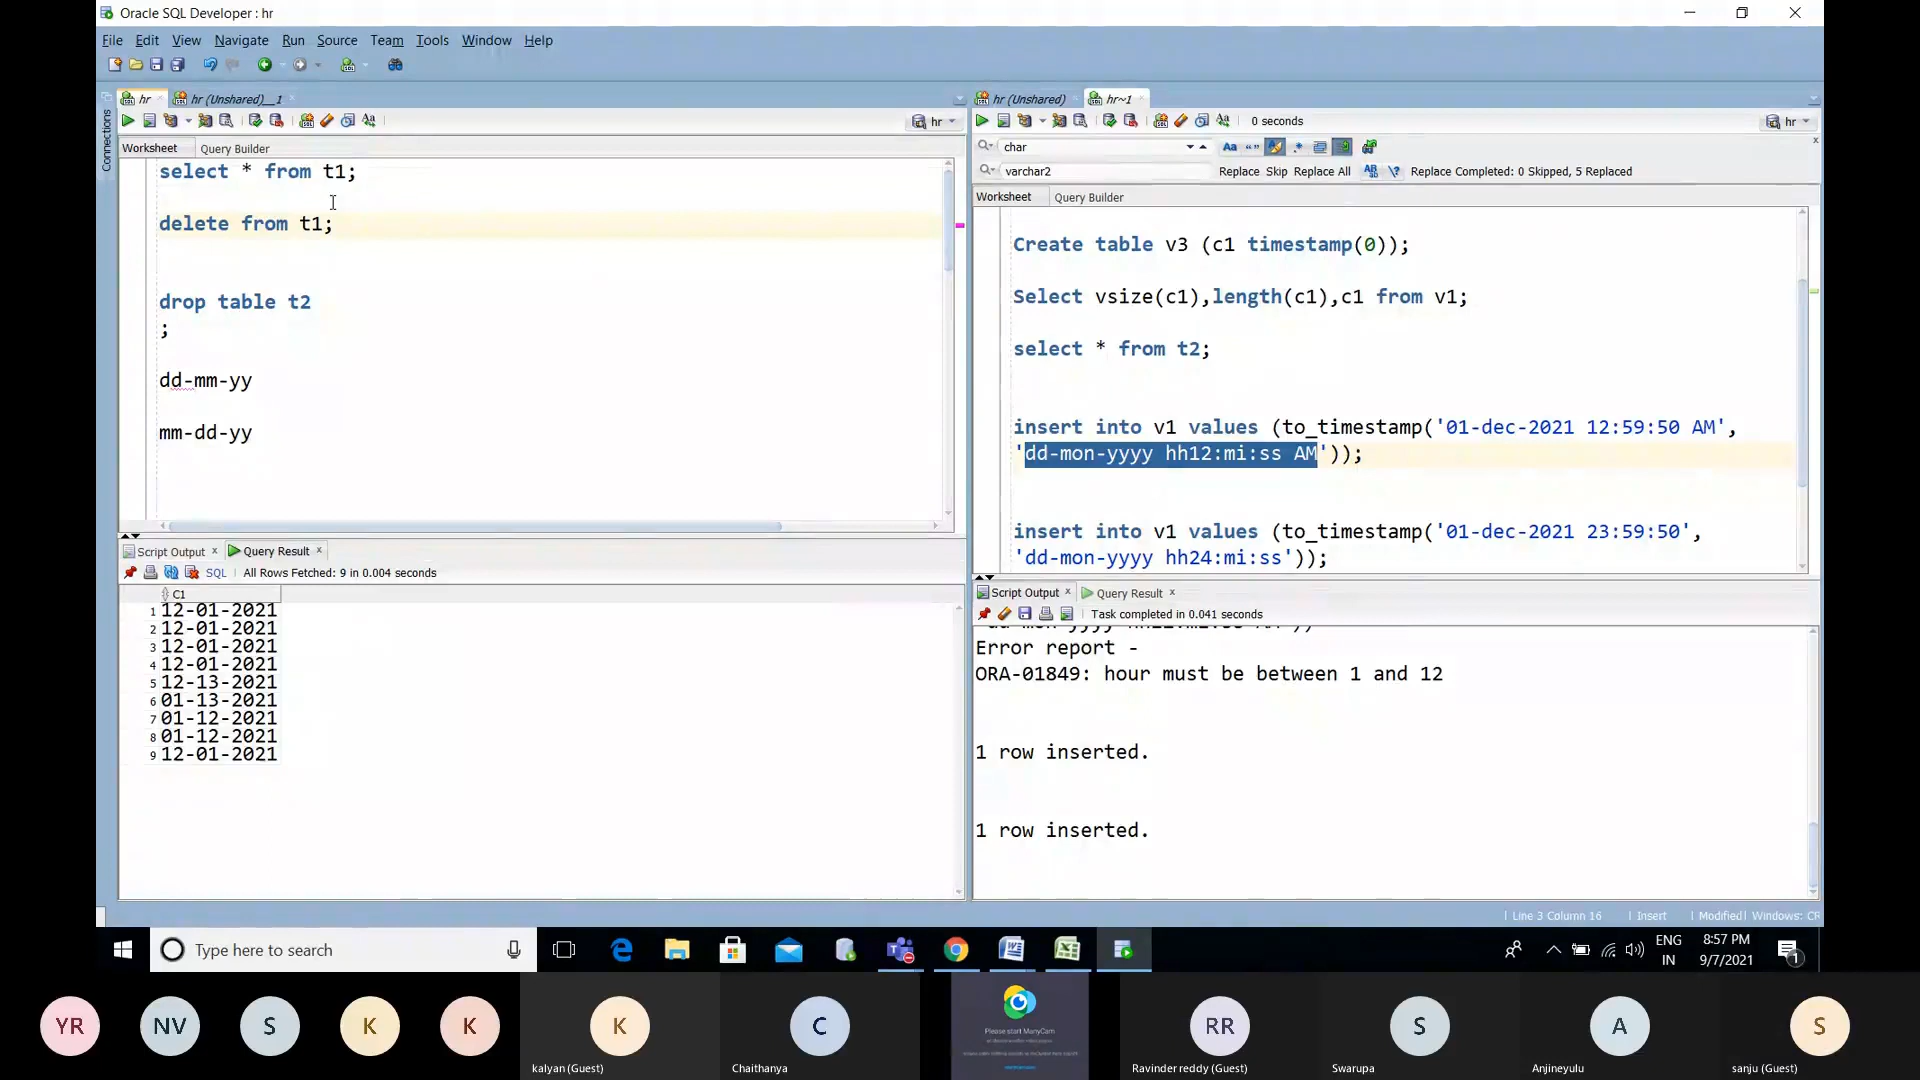 Oracle SQL Developer : hr
File Edit View Navigate Run Source Team Tools Window Help
Connections
hr
hr (Unshared)__1
hr
Worksheet Query Builder
select * from t1;
delete from t1;
drop table t2
;
dd-mm-yy
mm-dd-yy
Script Output Query Result
SQL All Rows Fetched: 9 in 0.004 seconds
C1
1 12-01-2021
2 12-01-2021
3 12-01-2021
4 12-01-2021
5 12-13-2021
6 01-13-2021
7 01-12-2021
8 01-12-2021
9 12-01-2021
hr (Unshared)
hr~1
0 seconds
hr
char
varchar2
Replace Skip Replace All
Replace Completed: 0 Skipped, 5 Replaced
Worksheet Query Builder
Create table v3 (c1 timestamp(0));
Select vsize(c1),length(c1),c1 from v1;
select * from t2;
insert into v1 values (to_timestamp('01-dec-2021 12:59:50 AM',
'dd-mon-yyyy hh12:mi:ss AM'));
insert into v1 values (to_timestamp('01-dec-2021 23:59:50',
'dd-mon-yyyy hh24:mi:ss'));
Script Output Query Result
Task completed in 0.041 seconds
Error report -
ORA-01849: hour must be between 1 and 12
1 row inserted.
1 row inserted.
Line 3 Column 16 Insert Modified Windows: CR
Type here to search
ENG
IN
8:57 PM
9/7/2021
1
YR
NV
S
K
K
K
kalyan (Guest)
C
Chaithanya
Please start ManyCam
RR
Ravinder reddy (Guest)
S
Swarupa
A
Anjineyulu
S
sanju (Guest)